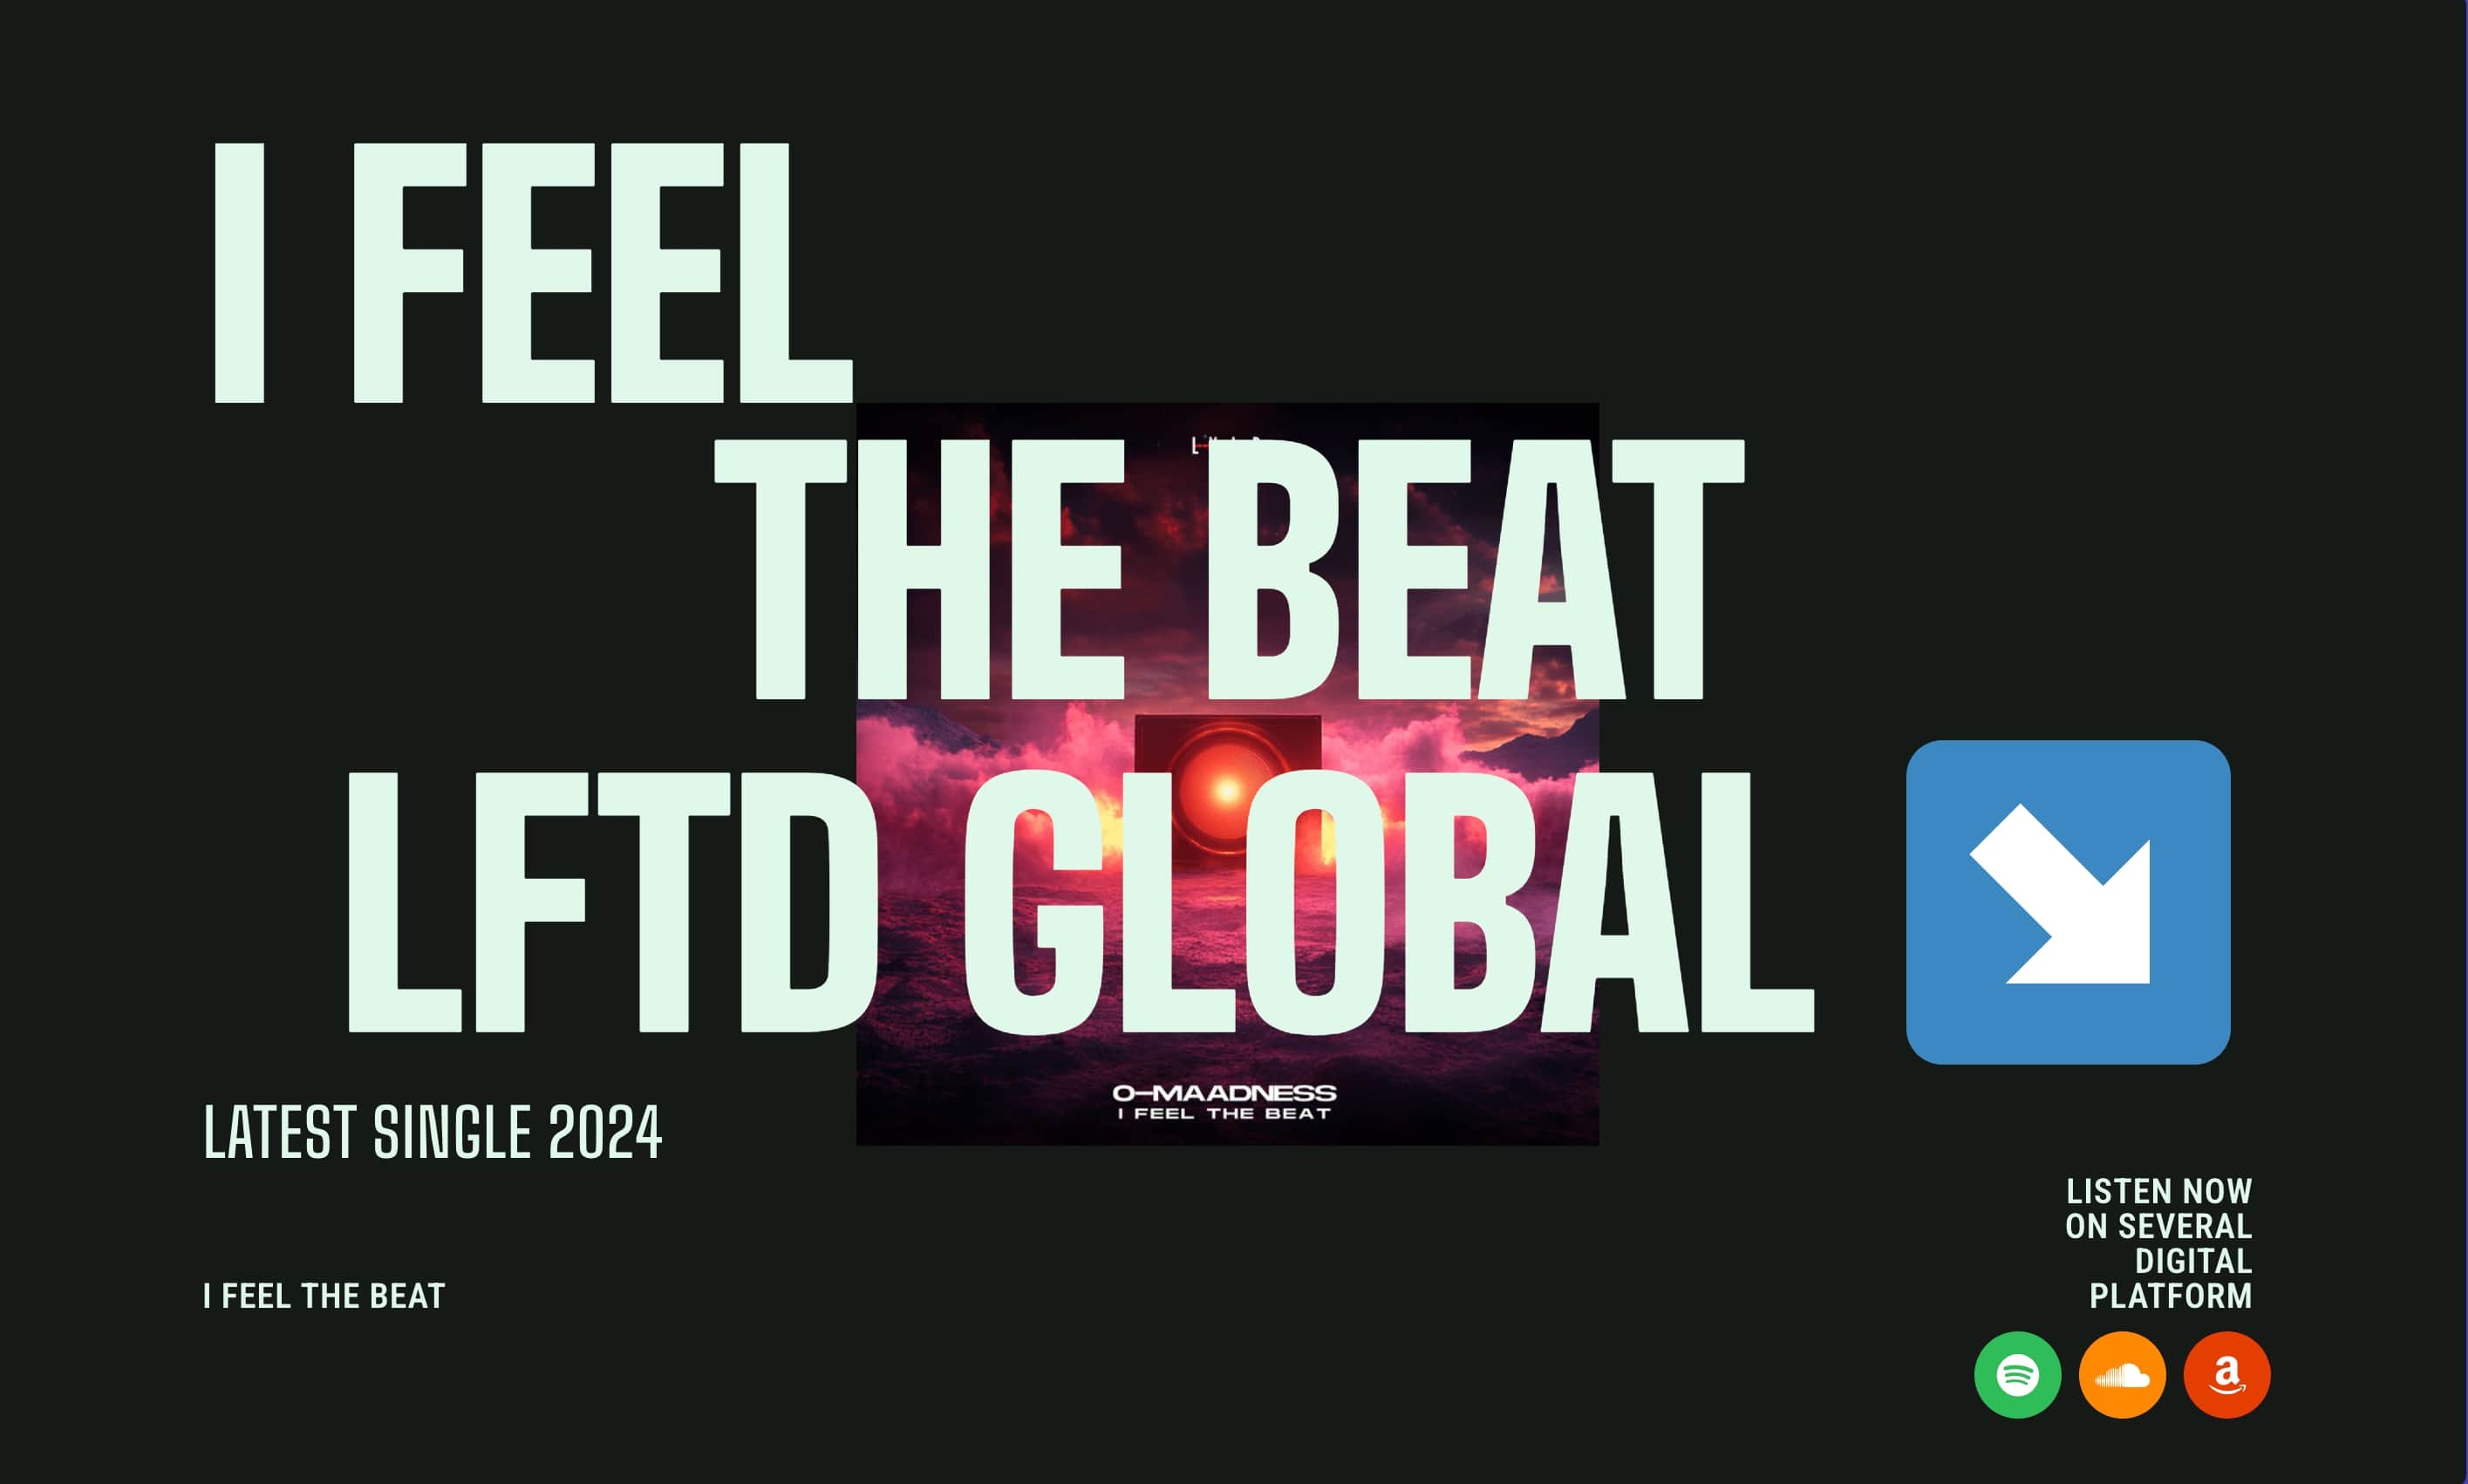 I FEEL
THE BEAT
LFTD GLOBAL
O-MAADNESS
I FEEL THE BEAT
LATEST SINGLE 2024
I FEEL THE BEAT
LISTEN NOW
ON SEVERAL
DIGITAL
PLATFORM